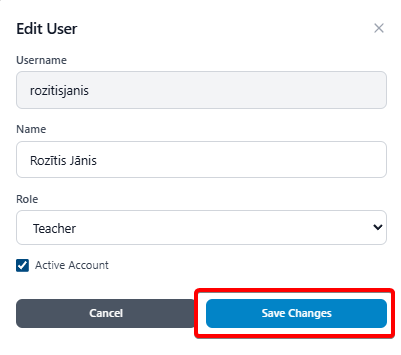 Edit User
Username
rozitisjanis
Name
Rozītis Jānis
Role
Teacher
Active Account
Cancel
Save Changes